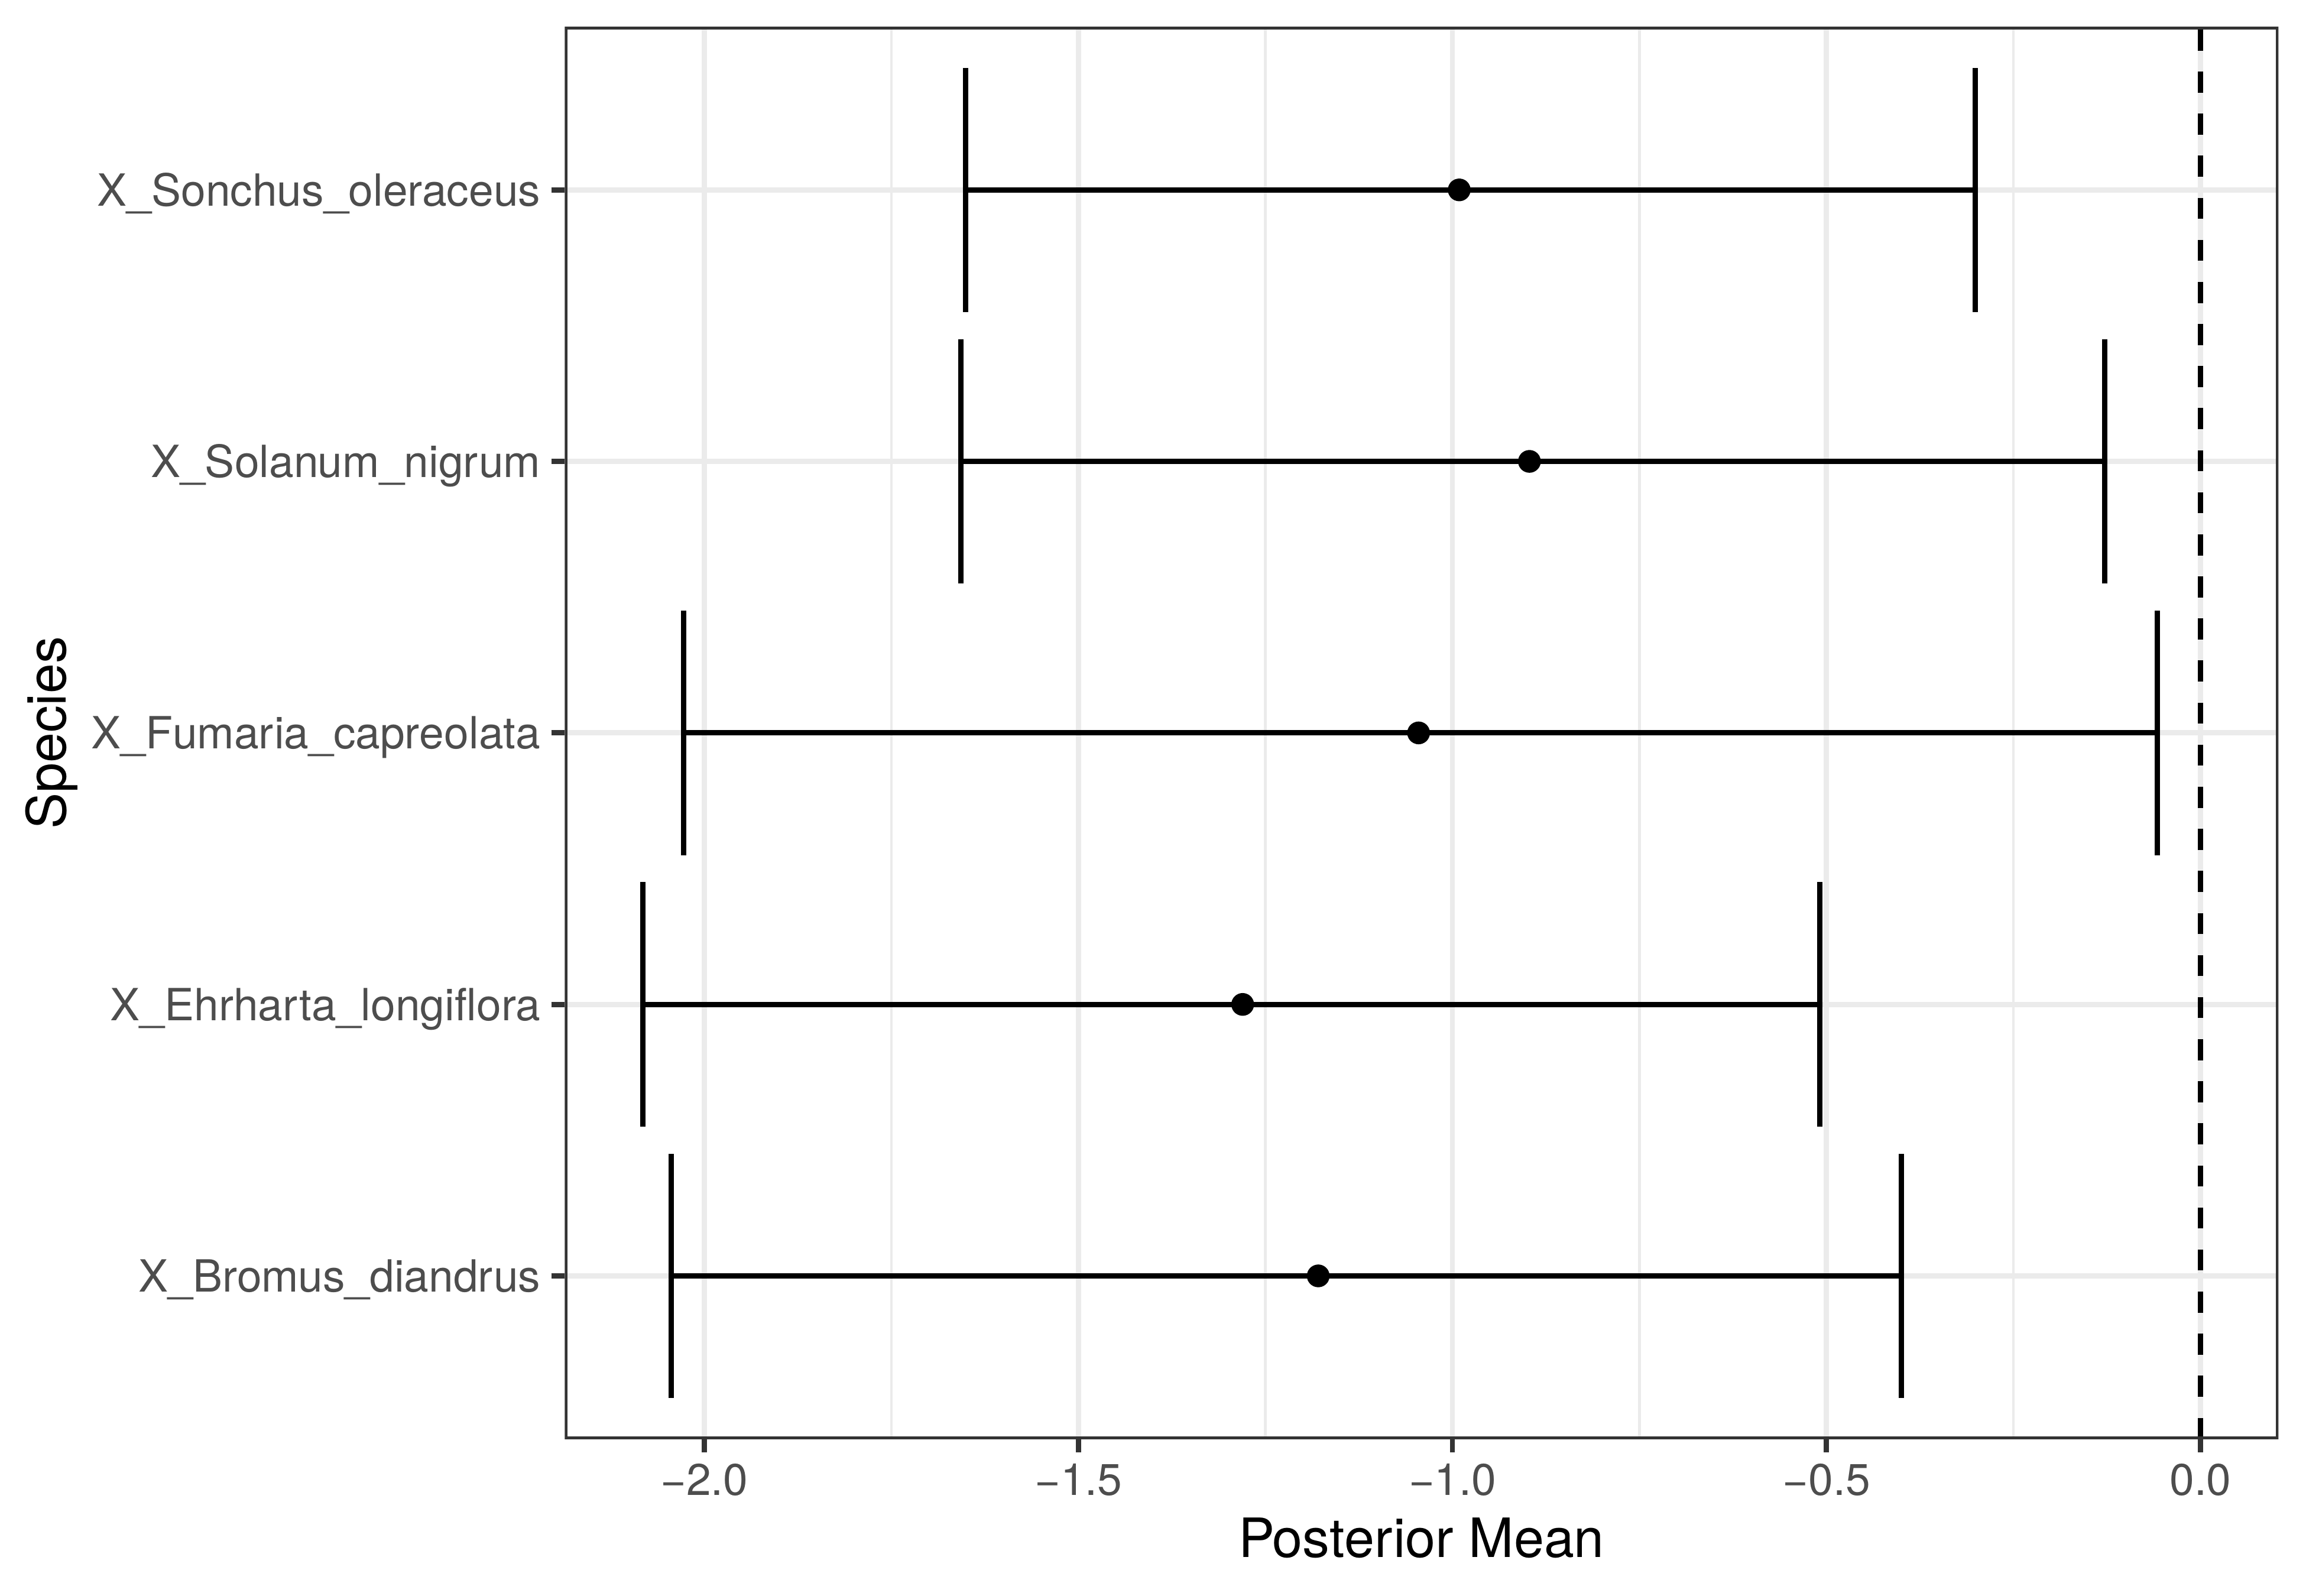 Species
X_Sonchus_oleraceus
X_Solanum_nigrum
X_Fumaria_capreolata
X_Ehrharta_longiflora
X_Bromus_diandrus
−2.0 −1.5 −1.0 −0.5 0.0
Posterior Mean